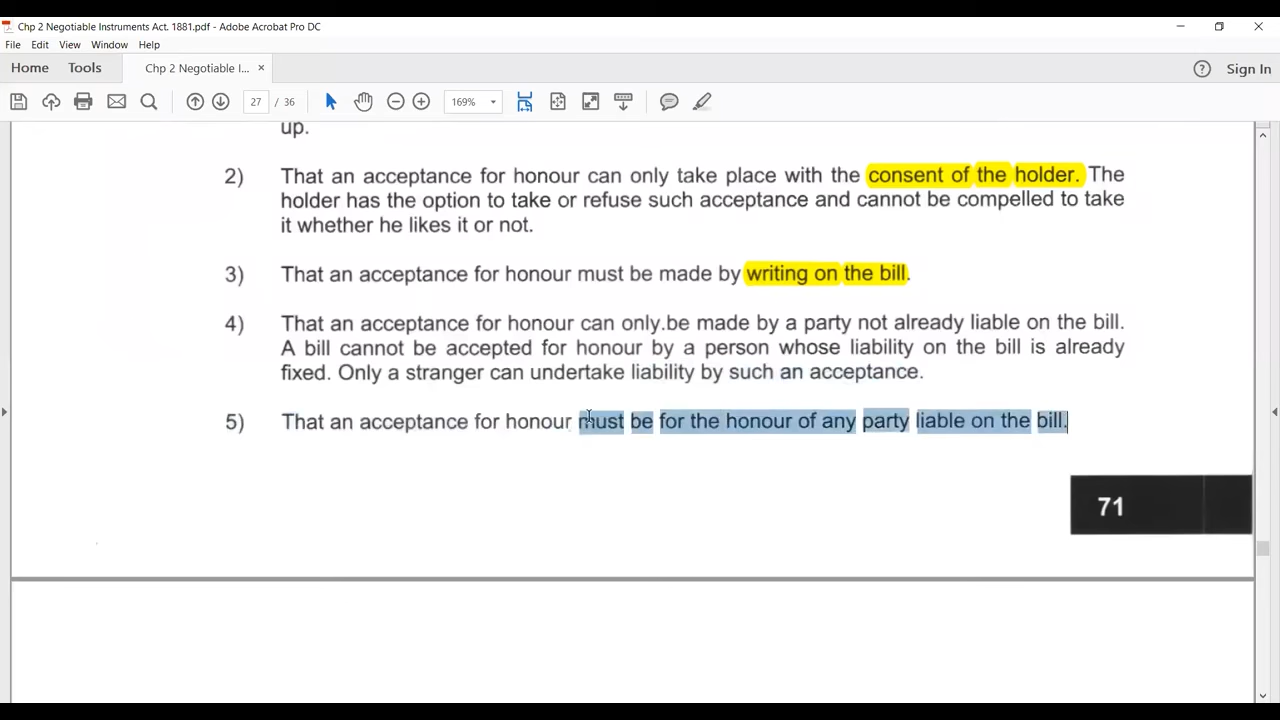 Chp 2 Negotiable Instruments Act. 1881.pdf - Adobe Acrobat Pro DC
File Edit View Window Help
Home Tools Chp 2 Negotiable I... × ? Sign In
27 / 36 169%
up.
2) That an acceptance for honour can only take place with the consent of the holder. The
holder has the option to take or refuse such acceptance and cannot be compelled to take
it whether he likes it or not.
3) That an acceptance for honour must be made by writing on the bill.
4) That an acceptance for honour can only.be made by a party not already liable on the bill.
A bill cannot be accepted for honour by a person whose liability on the bill is already
fixed. Only a stranger can undertake liability by such an acceptance.
5) That an acceptance for honour must be for the honour of any party liable on the bill.
71